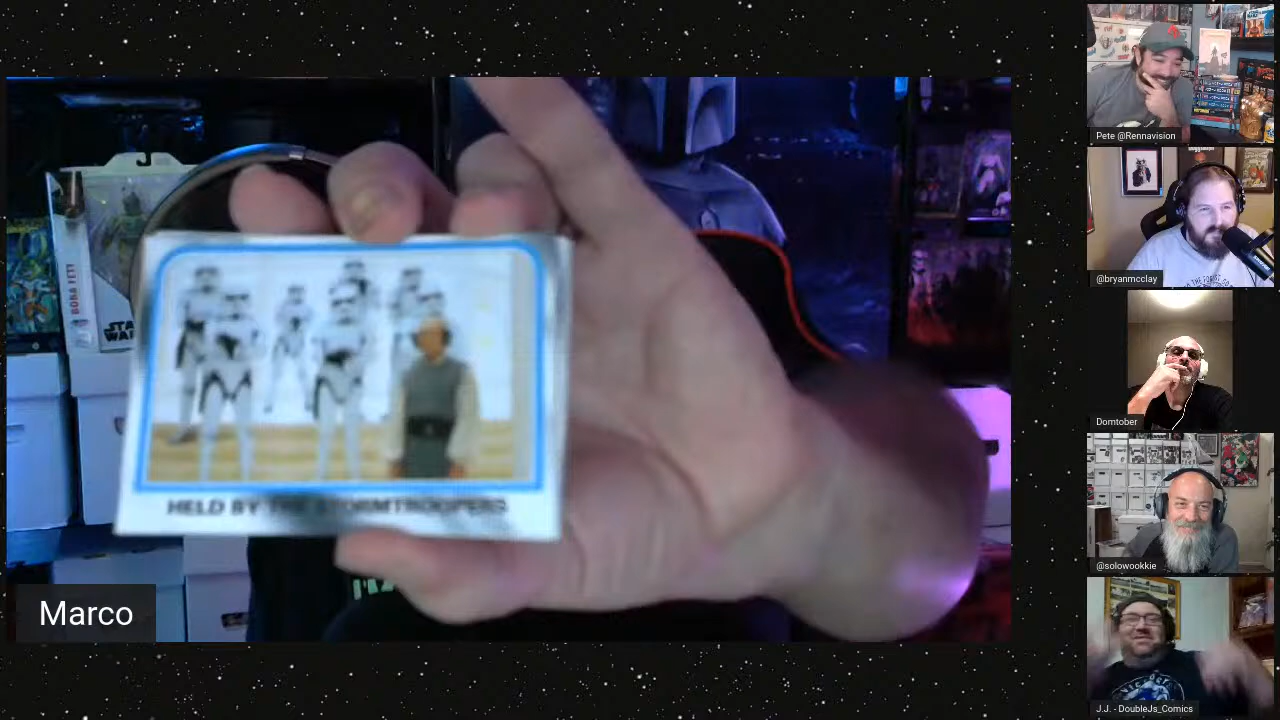 Pete @Rennavision
@bryanmcclay
BOBA FETT
STAR
WARS
HELD BY THE STORMTROOPERS
Domtober
@solowookkie
Marco
J.J. - DoubleJs_Comics